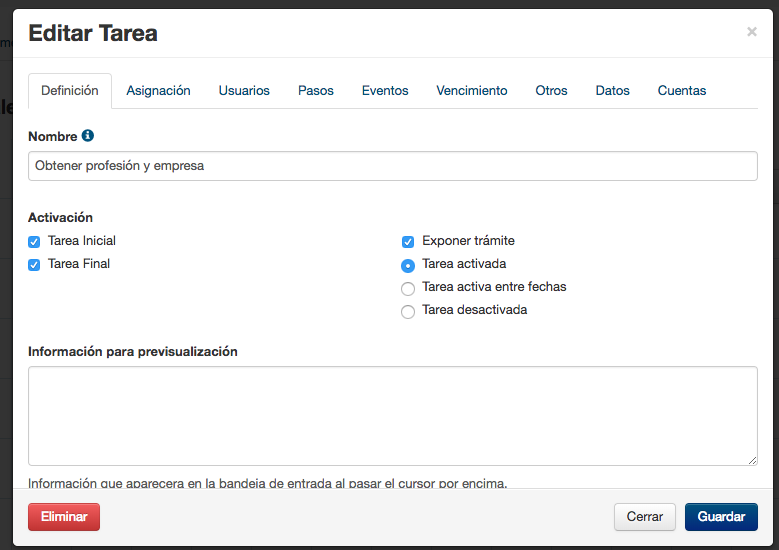 Editar Tarea
×
Definición Asignación Usuarios Pasos Eventos Vencimiento Otros Datos Cuentas
Nombre
Obtener profesión y empresa
Activación
Tarea Inicial
Tarea Final
Exponer trámite
Tarea activada
Tarea activa entre fechas
Tarea desactivada
Información para previsualización
Información que aparecera en la bandeja de entrada al pasar el cursor por encima.
Eliminar
Cerrar Guardar